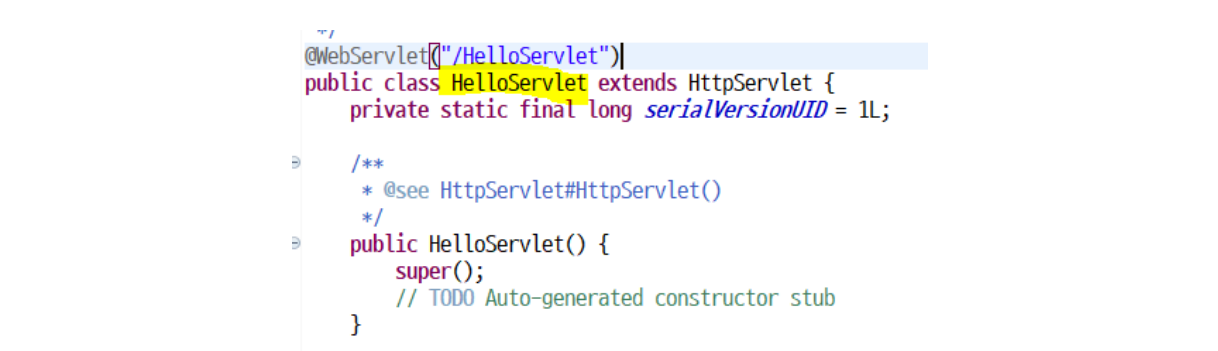 */
@WebServlet("/HelloServlet")
public class HelloServlet extends HttpServlet {
private static final long serialVersionUID = 1L;
/**
* @see HttpServlet#HttpServlet()
*/
public HelloServlet() {
super();
// TODO Auto-generated constructor stub
}